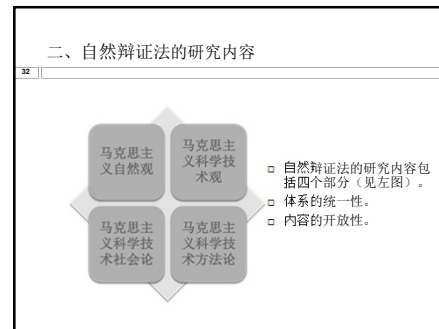 二、自然辩证法的研究内容
32
马克思主
义自然观
马克思主
义科学技
术观
马克思主
义科学技
术社会论
马克思主
义科学技
术方法论
自然辩证法的研究内容包
括四个部分（见左图）。
体系的统一性。
内容的开放性。